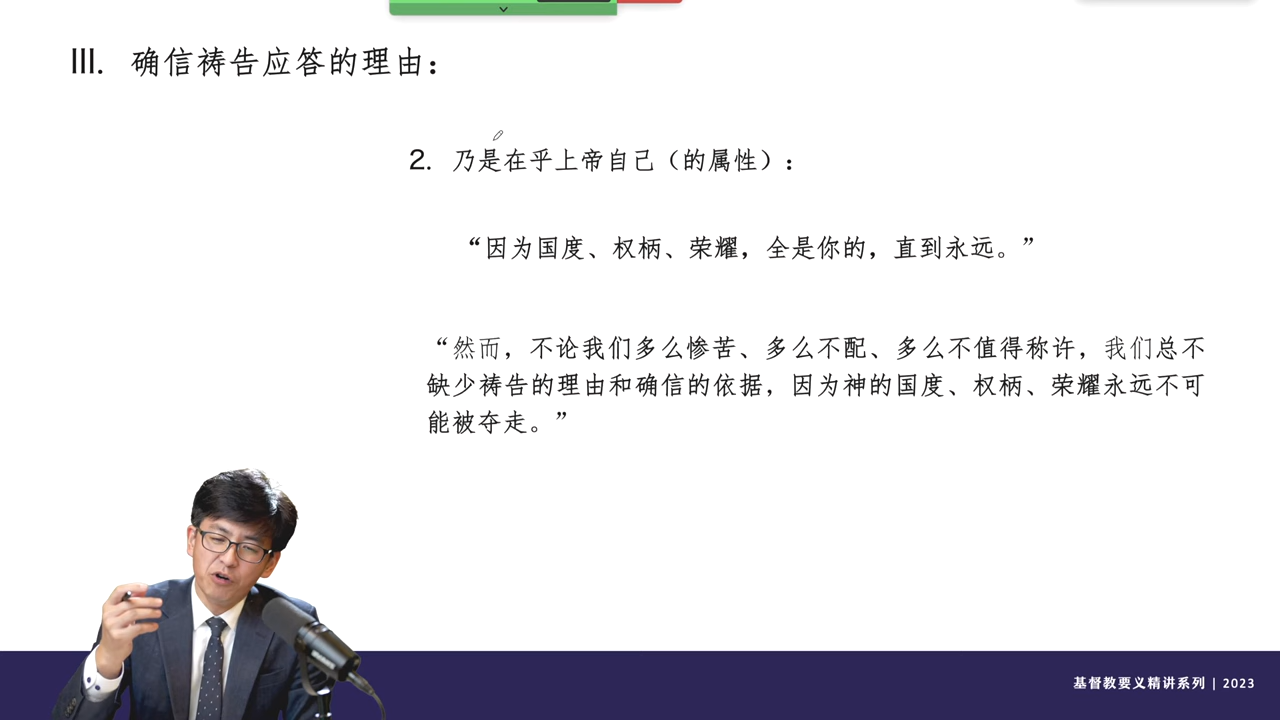 III. 确信祷告应答的理由：
2. 乃是在乎上帝自己（的属性）：
“因为国度、权柄、荣耀，全是你的，直到永远。”
“然而，不论我们多么惨苦、多么不配、多么不值得称许，我们总不
缺少祷告的理由和确信的依据，因为神的国度、权柄、荣耀永远不可
能被夺走。”
基督教要义精讲系列 | 2023